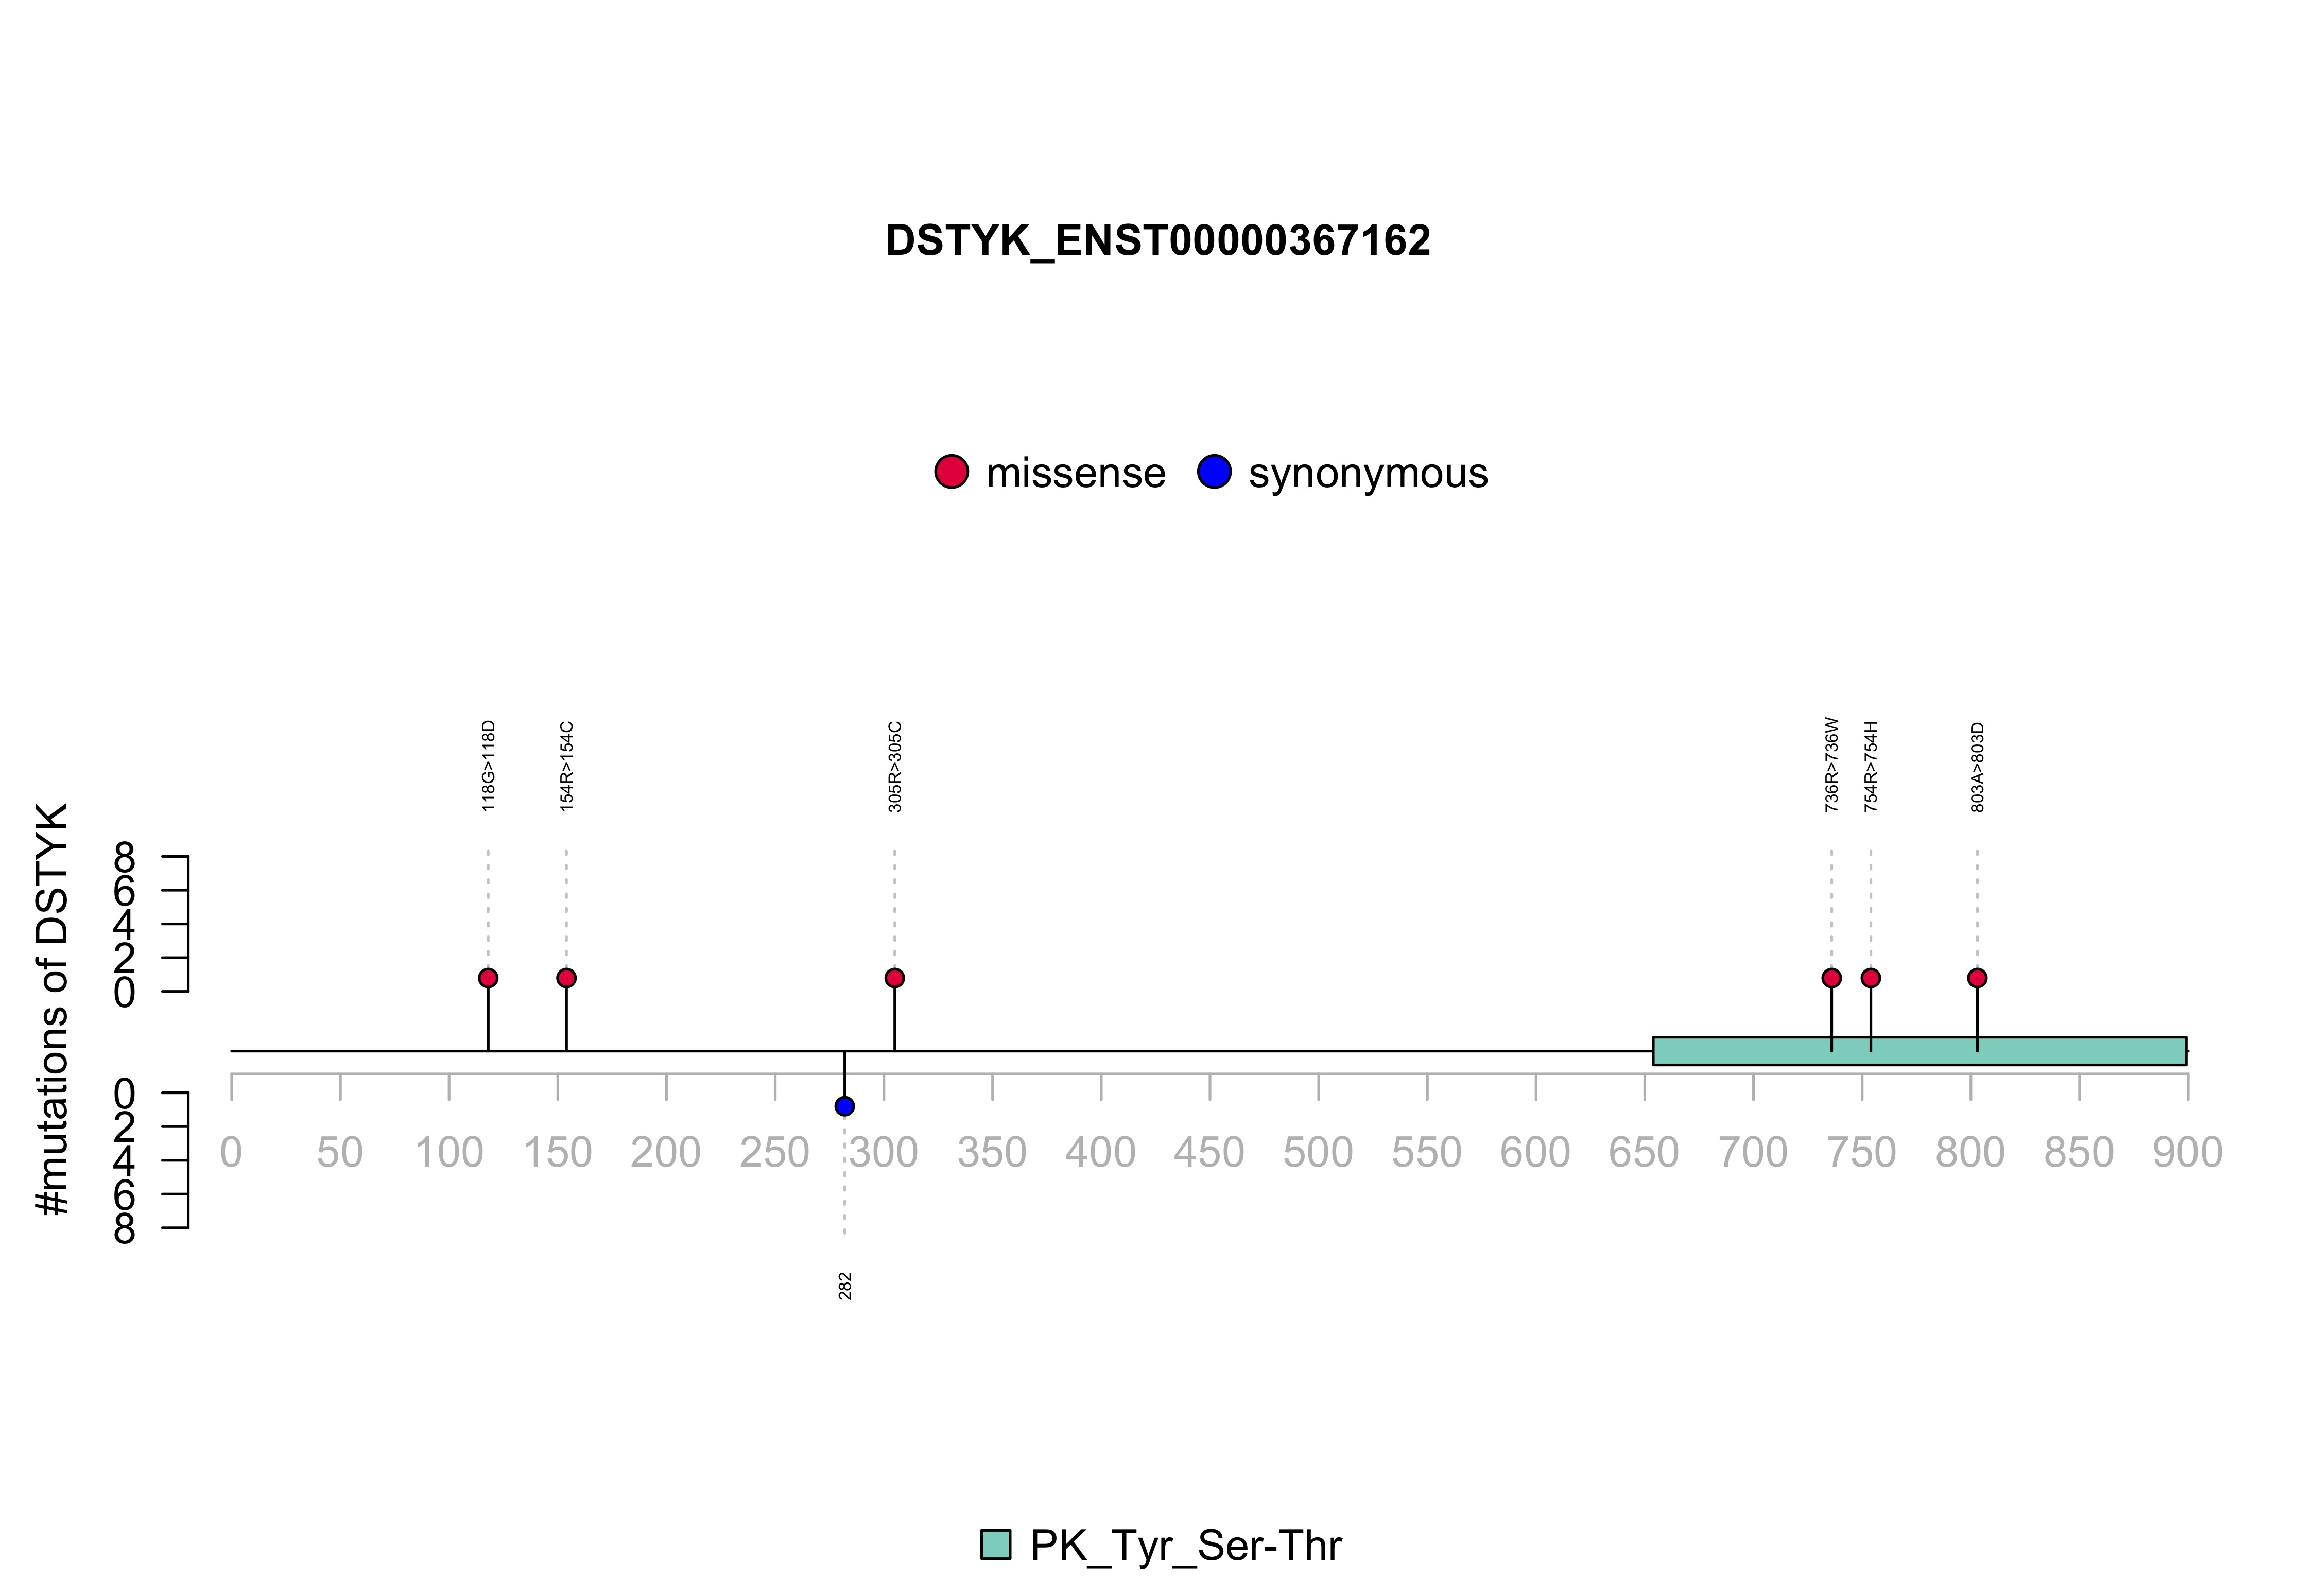 DSTYK_ENST00000367162
missense synonymous
118G>118D
154R>154C
305R>305C
736R>736W
754R>754H
803A>803D
#mutations of DSTYK
8
6
4
2
0
0
2
4
6
8
0 50 100 150 200 250 300 350 400 450 500 550 600 650 700 750 800 850 900
282
PK_Tyr_Ser-Thr